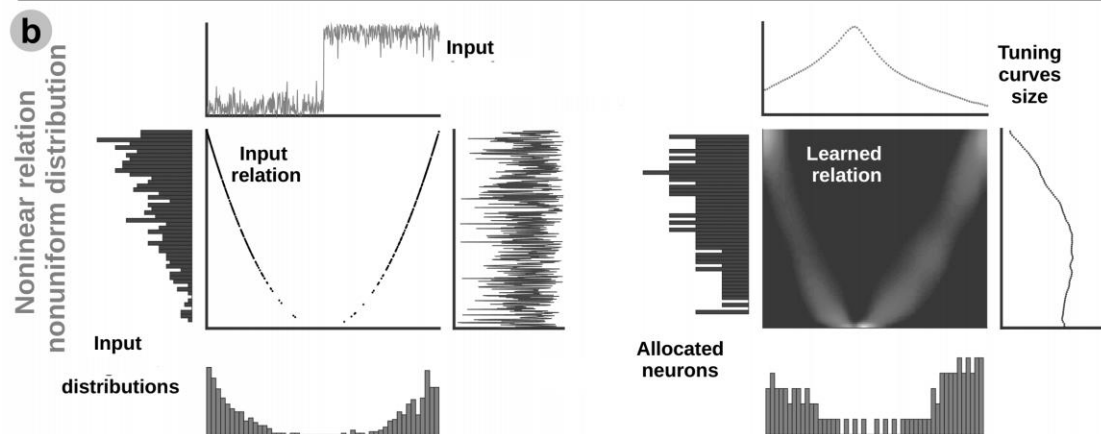 b
Noninear relation
nonuniform distribution
Input
Input
relation
Input
distributions
Tuning
curves
size
Learned
relation
Allocated
neurons